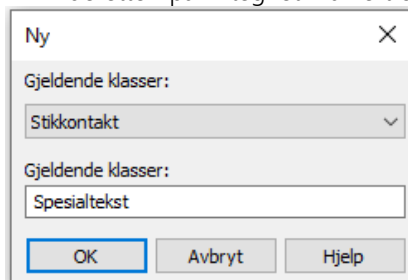 Ny
Gjeldende klasser:
Stikkontakt
Gjeldende klasser:
Spesialtekst
OK Avbryt Hjelp